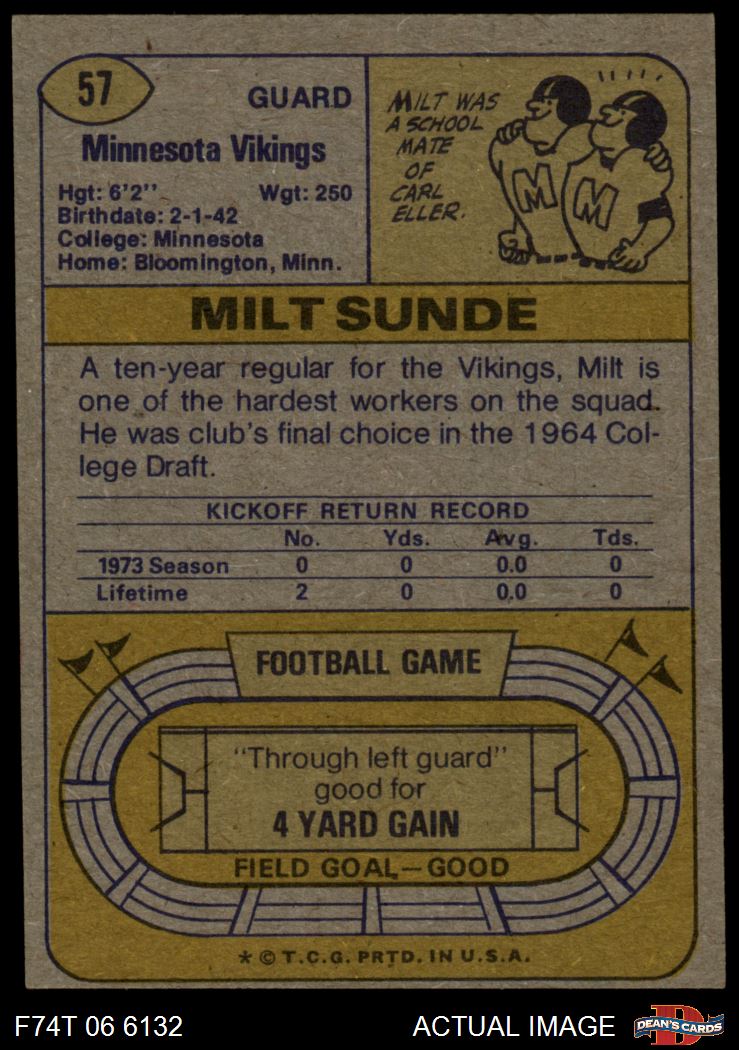 57
GUARD
Minnesota Vikings
Hgt: 6'2'' Wgt: 250
Birthdate: 2-1-42
College: Minnesota
Home: Bloomington, Minn.
MILT WAS
A SCHOOL
MATE
OF
CARL
ELLER.
M M
MILT SUNDE
A ten-year regular for the Vikings, Milt is
one of the hardest workers on the squad.
He was club's final choice in the 1964 Col-
lege Draft.
KICKOFF RETURN RECORD
No. Yds. Avg. Tds.
1973 Season 0 0 0.0 0
Lifetime 2 0 0.0 0
FOOTBALL GAME
"Through left guard"
good for
4 YARD GAIN
FIELD GOAL—GOOD
* © T.C.G. PRTD. IN U.S.A.
F74T 06 6132 ACTUAL IMAGE D DEAN'S CARDS